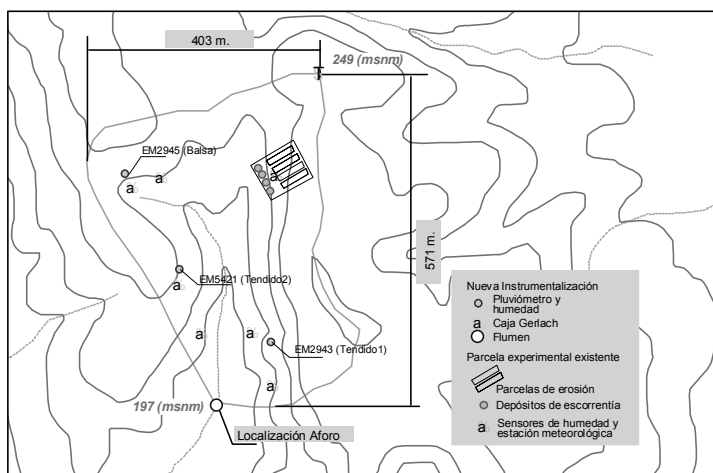 403 m.
249 (msnm)
EM2945 (Balsa)
a
a
a
571 m.
EM5421 (Tendido2)
a
a
a
EM2943 (Tendido1)
a
197 (msnm)
Localización Aforo
Nueva Instrumentalización
Pluviómetro y
humedad
a Caja Gerlach
Flumen
Parcela experimental existente
Parcelas de erosión
Depósitos de escorrentía
a Sensores de humedad y
estación meteorológica